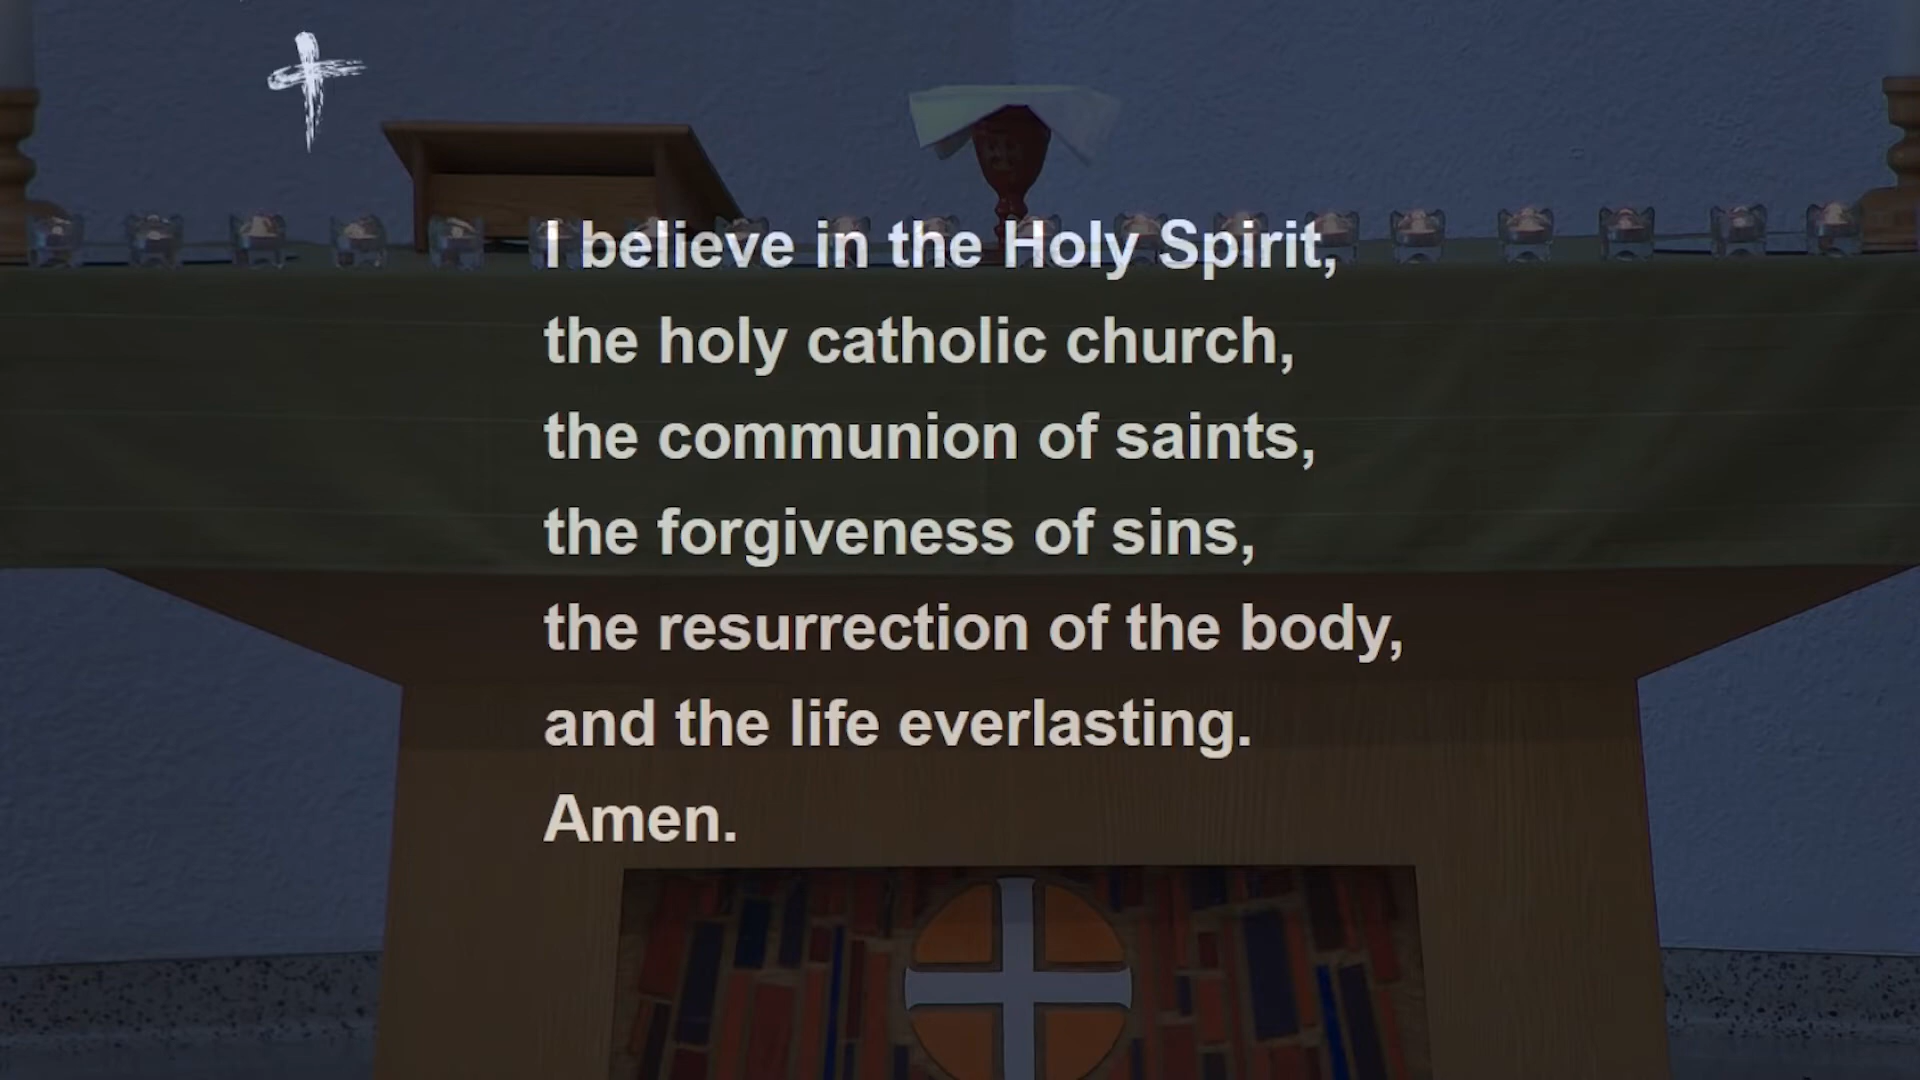 I believe in the Holy Spirit,
the holy catholic church,
the communion of saints,
the forgiveness of sins,
the resurrection of the body,
and the life everlasting.
Amen.